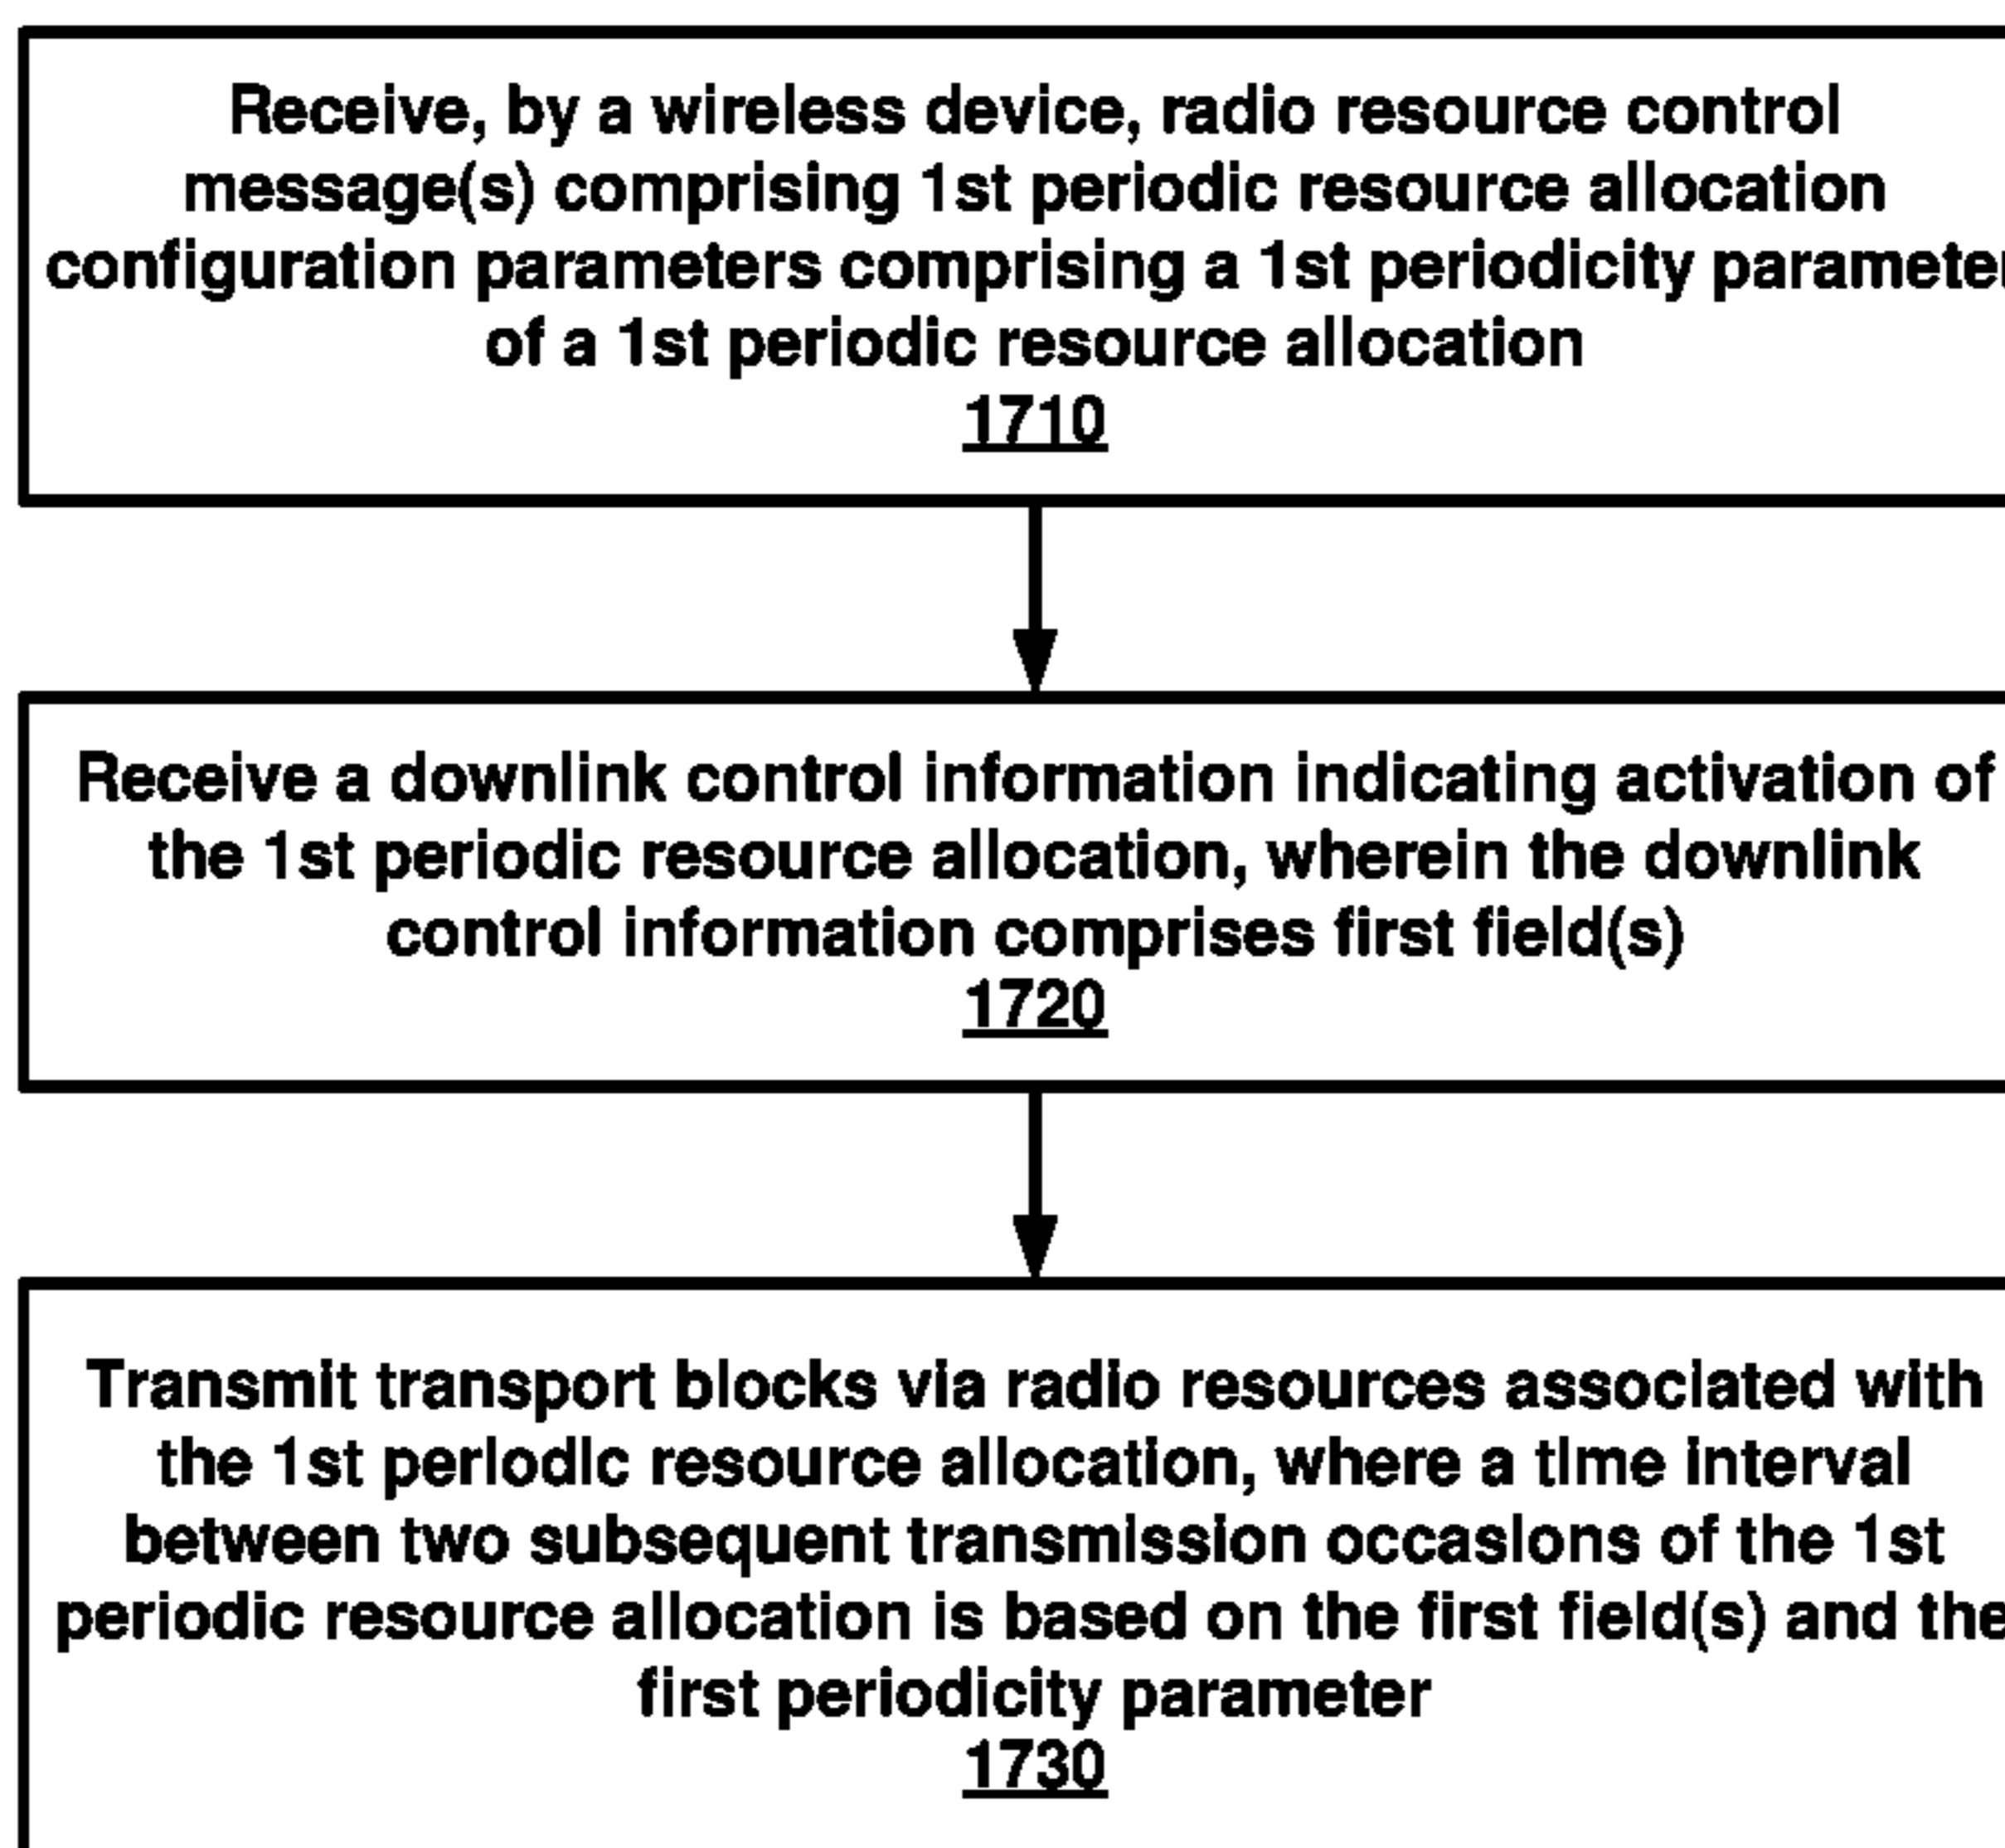 Receive, by a wireless device, radio resource control
message(s) comprising 1st periodic resource allocation
configuration parameters comprising a 1st periodicity parameter
of a 1st periodic resource allocation
1710
Receive a downlink control information indicating activation of
the 1st periodic resource allocation, wherein the downlink
control information comprises first field(s)
1720
Transmit transport blocks via radio resources associated with
the 1st periodic resource allocation, where a time interval
between two subsequent transmission occasions of the 1st
periodic resource allocation is based on the first field(s) and the
first periodicity parameter
1730